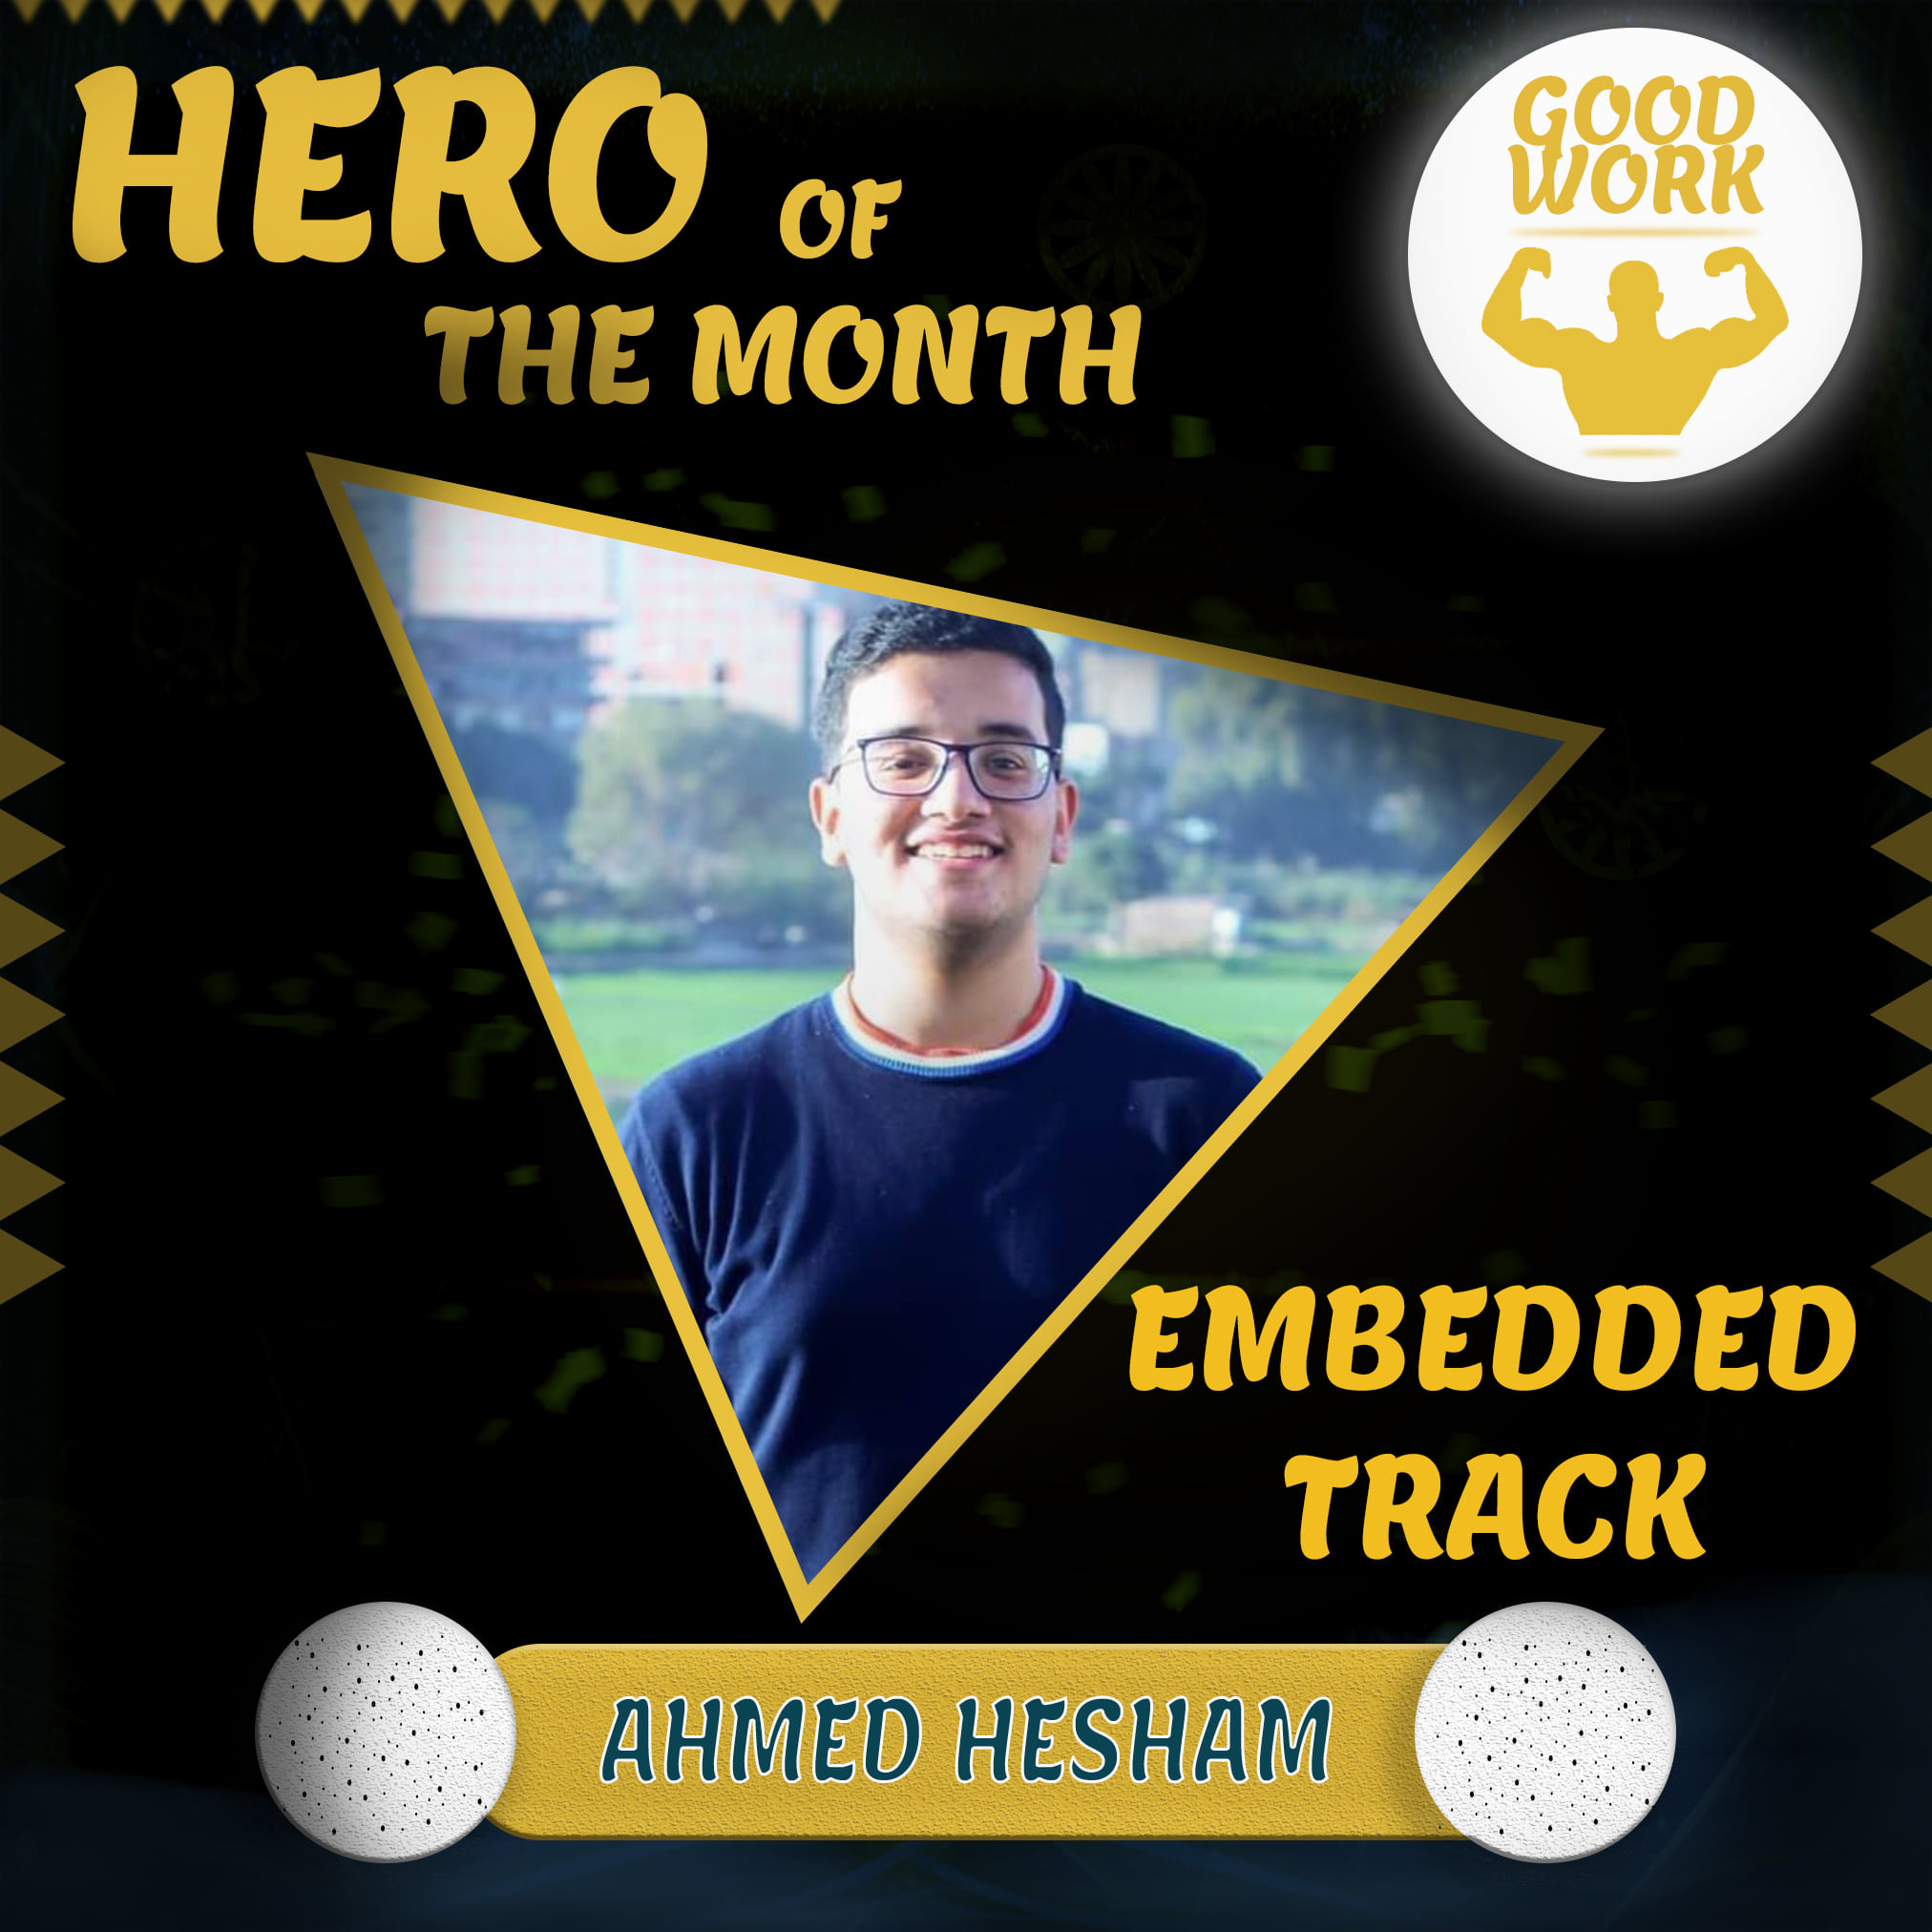 HERO OF
THE MONTH
GOOD
WORK
EMBEDDED
TRACK
AHMED HESHAM